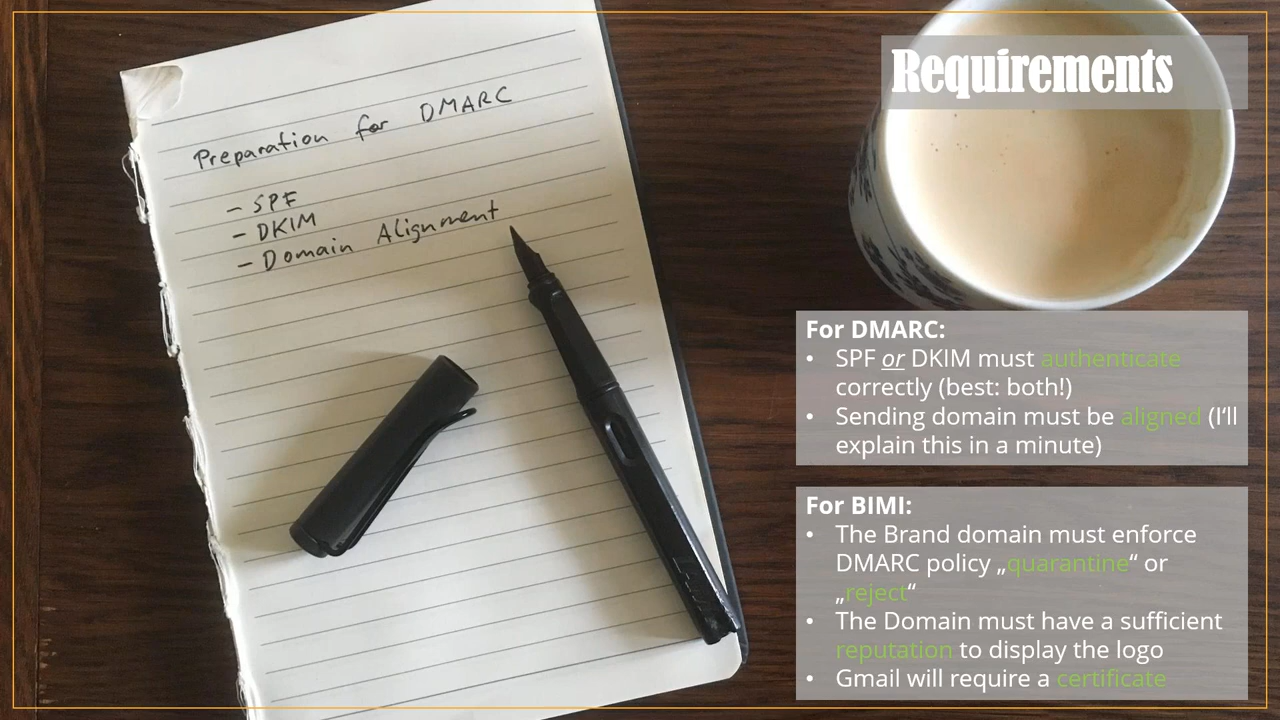 Preparation for DMARC
- SPF
- DKIM
- Domain Alignment
Requirements
For DMARC:
• SPF or DKIM must authenticate
correctly (best: both!)
• Sending domain must be aligned (I‘ll
explain this in a minute)
For BIMI:
• The Brand domain must enforce
DMARC policy „quarantine“ or
„reject“
• The Domain must have a sufficient
reputation to display the logo
• Gmail will require a certificate